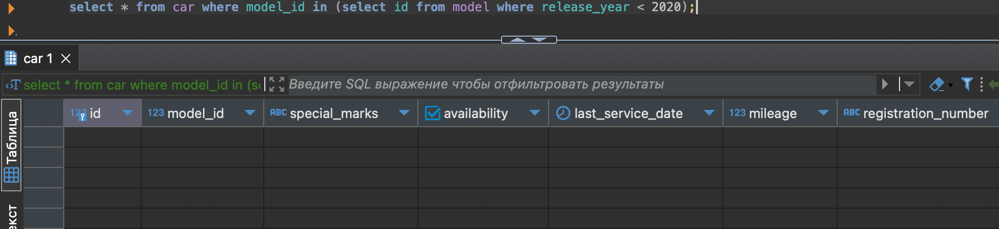 select * from car where model_id in (select id from model where release_year < 2020);
car 1
select * from car where model_id in (se
Введите SQL выражение чтобы отфильтровать результаты
123 id 123 model_id ABC special_marks availability last_service_date 123 mileage ABC registration_number
Таблица